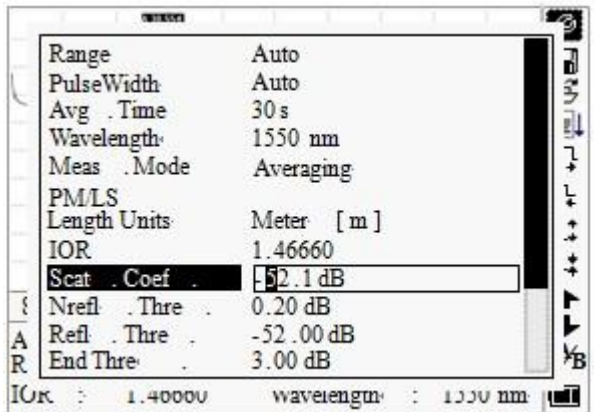 Range Auto
PulseWidth Auto
Avg . Time 30 s
Wavelength 1550 nm
Meas . Mode Averaging
PM/LS
Length Units Meter [ m ]
IOR 1.46660
Scat . Coef . -52.1 dB
S Nrefl . Thre . 0.20 dB
A Refl . Thre . -52 .00 dB
R End Thre 3.00 dB
IOR : 1.46660 Wavelength : 1550 nm